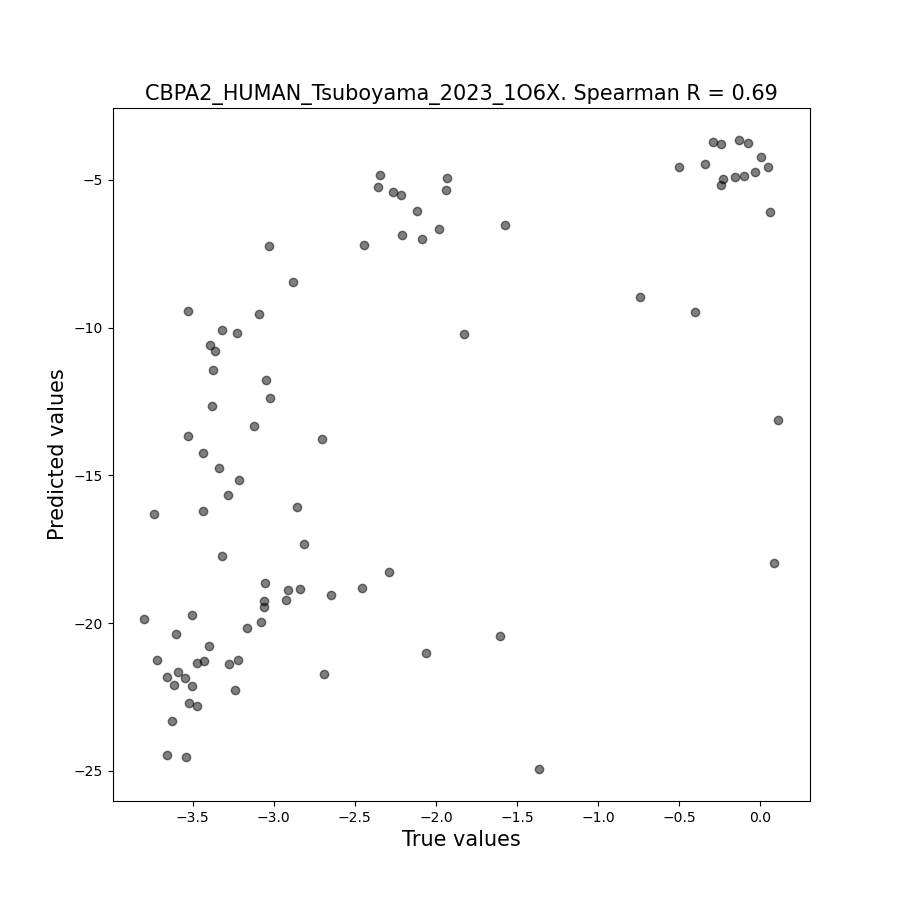 CBPA2_HUMAN_Tsuboyama_2023_1O6X. Spearman R = 0.69
Predicted values
−5
−10
−15
−20
−25
−3.5 −3.0 −2.5 −2.0 −1.5 −1.0 −0.5 0.0
True values